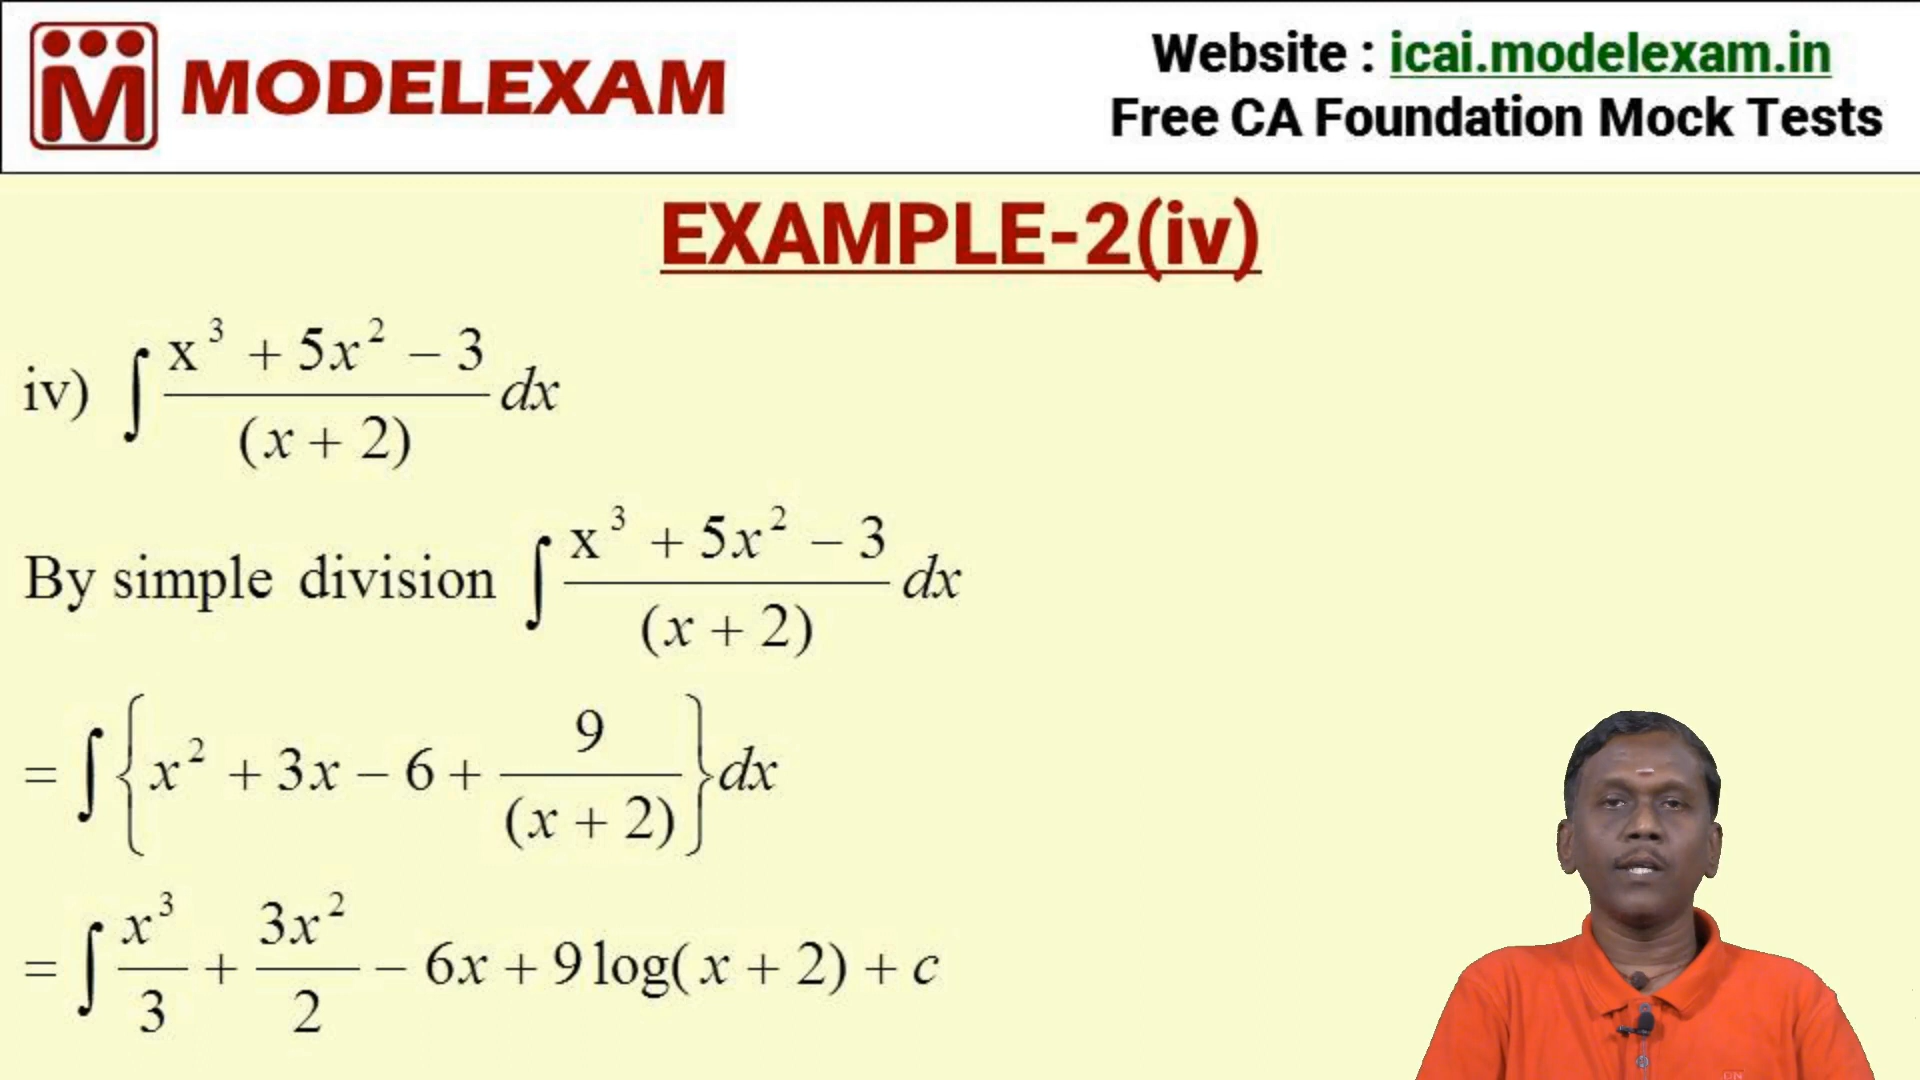 MODELEXAM
Website : icai.modelexam.in
Free CA Foundation Mock Tests
EXAMPLE-2(iv)
iv) ∫ (x³ + 5x² − 3)/(x + 2) dx
By simple division ∫ (x³ + 5x² − 3)/(x + 2) dx
= ∫ {x² + 3x − 6 + 9/(x + 2)} dx
= ∫ x³/3 + 3x²/2 − 6x + 9 log(x + 2) + c